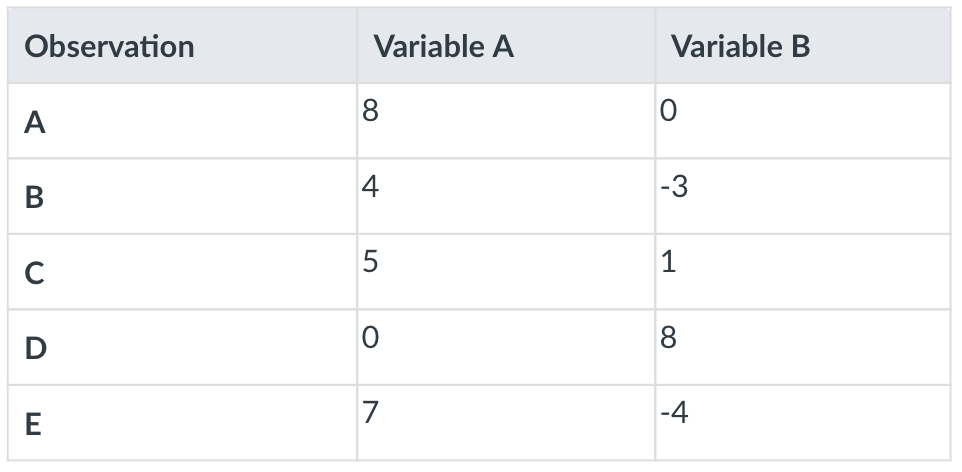 Observation Variable A Variable B
A 8 0
B 4 -3
C 5 1
D 0 8
E 7 -4